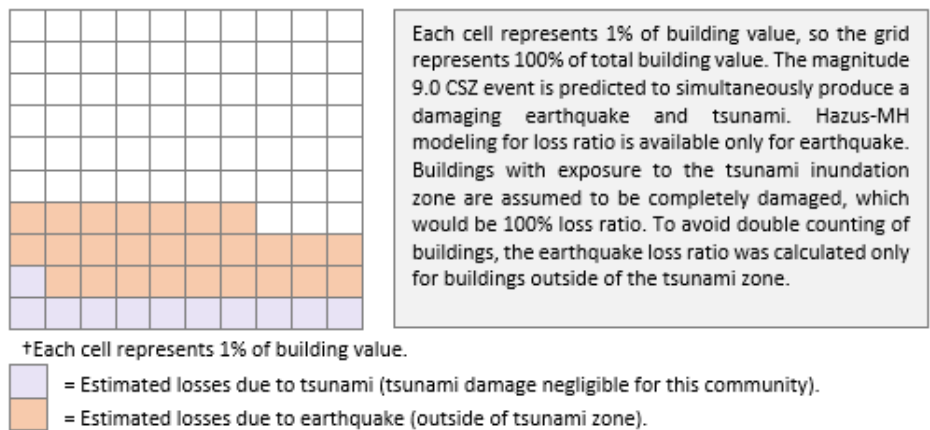 Each cell represents 1% of building value, so the grid
represents 100% of total building value. The magnitude
9.0 CSZ event is predicted to simultaneously produce a
damaging earthquake and tsunami. Hazus-MH
modeling for loss ratio is available only for earthquake.
Buildings with exposure to the tsunami inundation
zone are assumed to be completely damaged, which
would be 100% loss ratio. To avoid double counting of
buildings, the earthquake loss ratio was calculated only
for buildings outside of the tsunami zone.
†Each cell represents 1% of building value.
= Estimated losses due to tsunami (tsunami damage negligible for this community).
= Estimated losses due to earthquake (outside of tsunami zone).